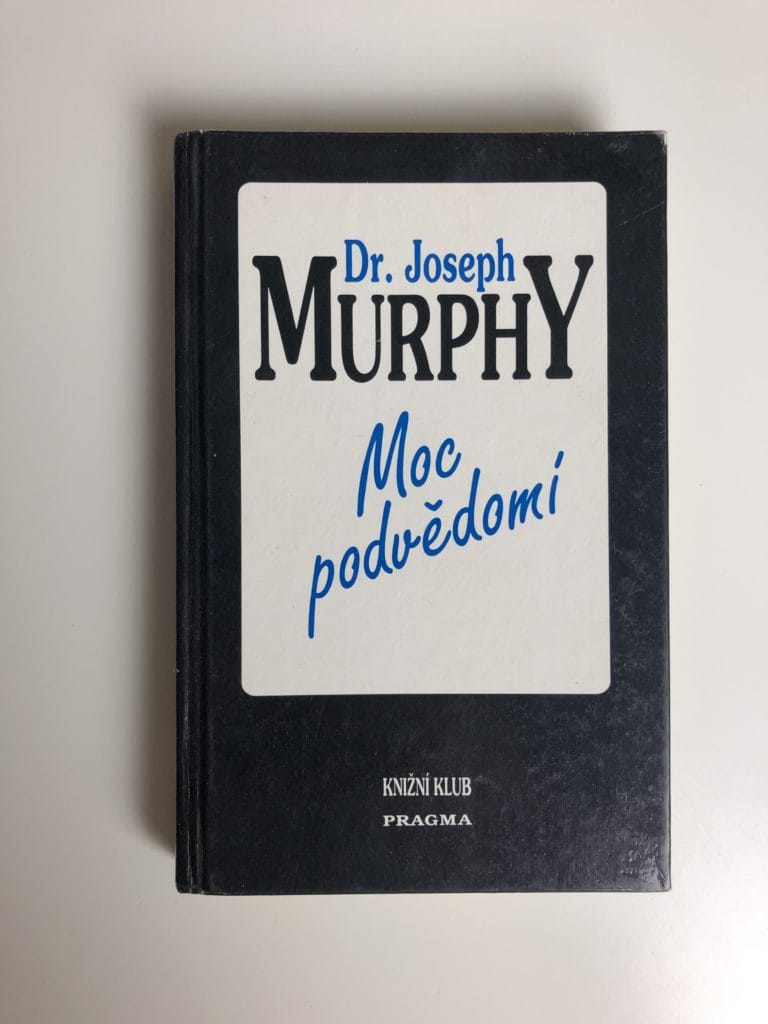 Dr. Joseph
MURPHY
Moc
podvědomí
KNIŽNÍ KLUB
PRAGMA